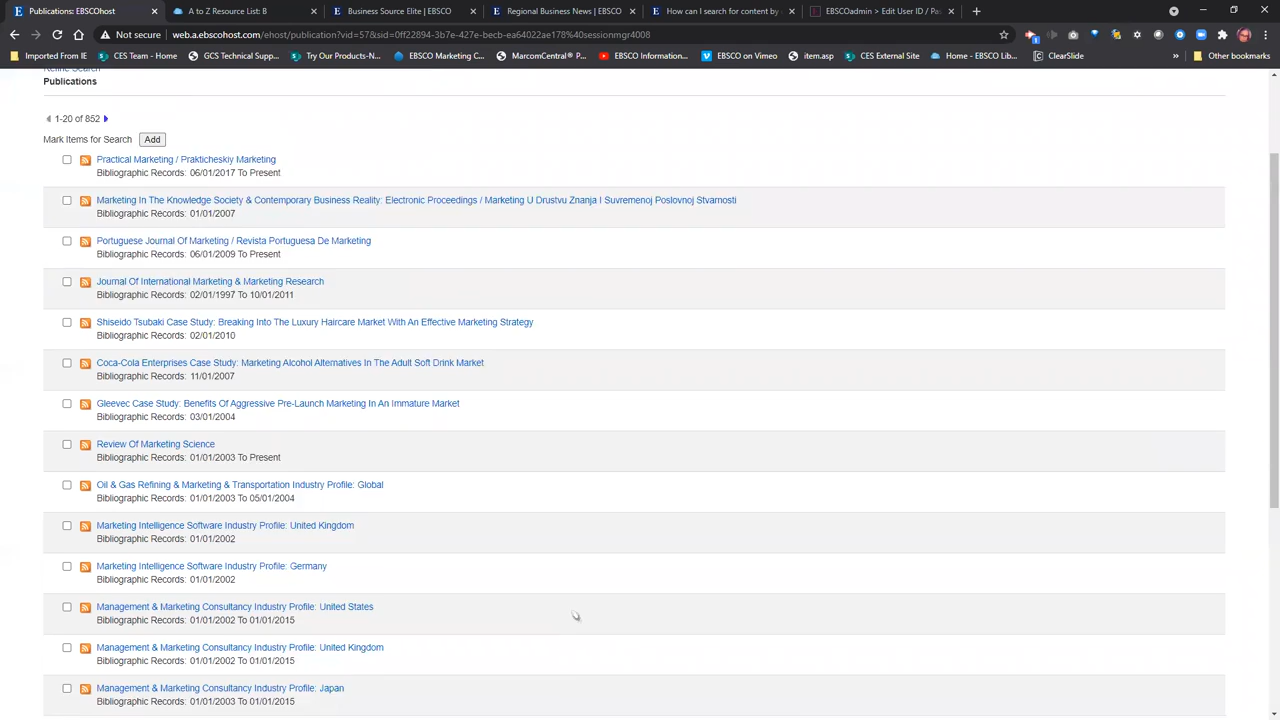 Publications: EBSCOhost
A to Z Resource List B
Business Source Elite | EBSCO
Regional Business News | EBSCO
How can I search for content by
EBSCOadmin > Edit User ID / Pas
Not secure | web.a.ebscohost.com/ehost/publication?vid=57&sid=0ff22894-3b7e-427e-becb-ea64022ae178%40sessionmgr4008
Imported From IE
CES Team - Home
GCS Technical Supp...
Try Our Products fo...
EBSCO Marketing C...
MarcomCentral® P...
EBSCO Information...
EBSCO on Vimeo
item.asp
CES External Site
Home - EBSCO Lib...
ClearSlide
»
Other bookmarks
Refine Search
Publications
1-20 of 852
Mark Items for Search Add
Practical Marketing / Prakticheskiy Marketing
Bibliographic Records: 06/01/2017 To Present
Marketing In The Knowledge Society & Contemporary Business Reality: Electronic Proceedings / Marketing U Drustvu Znanja I Suvremenoj Poslovnoj Stvarnosti
Bibliographic Records: 01/01/2007
Portuguese Journal Of Marketing / Revista Portuguesa De Marketing
Bibliographic Records: 06/01/2009 To Present
Journal Of International Marketing & Marketing Research
Bibliographic Records: 02/01/1997 To 10/01/2011
Shiseido Tsubaki Case Study: Breaking Into The Luxury Haircare Market With An Effective Marketing Strategy
Bibliographic Records: 02/01/2010
Coca-Cola Enterprises Case Study: Marketing Alcohol Alternatives In The Adult Soft Drink Market
Bibliographic Records: 11/01/2007
Gleevec Case Study: Benefits Of Aggressive Pre-Launch Marketing In An Immature Market
Bibliographic Records: 03/01/2004
Review Of Marketing Science
Bibliographic Records: 01/01/2003 To Present
Oil & Gas Refining & Marketing & Transportation Industry Profile: Global
Bibliographic Records: 01/01/2003 To 05/01/2004
Marketing Intelligence Software Industry Profile: United Kingdom
Bibliographic Records: 01/01/2002
Marketing Intelligence Software Industry Profile: Germany
Bibliographic Records: 01/01/2002
Management & Marketing Consultancy Industry Profile: United States
Bibliographic Records: 01/01/2002 To 01/01/2015
Management & Marketing Consultancy Industry Profile: United Kingdom
Bibliographic Records: 01/01/2002 To 01/01/2015
Management & Marketing Consultancy Industry Profile: Japan
Bibliographic Records: 01/01/2003 To 01/01/2015